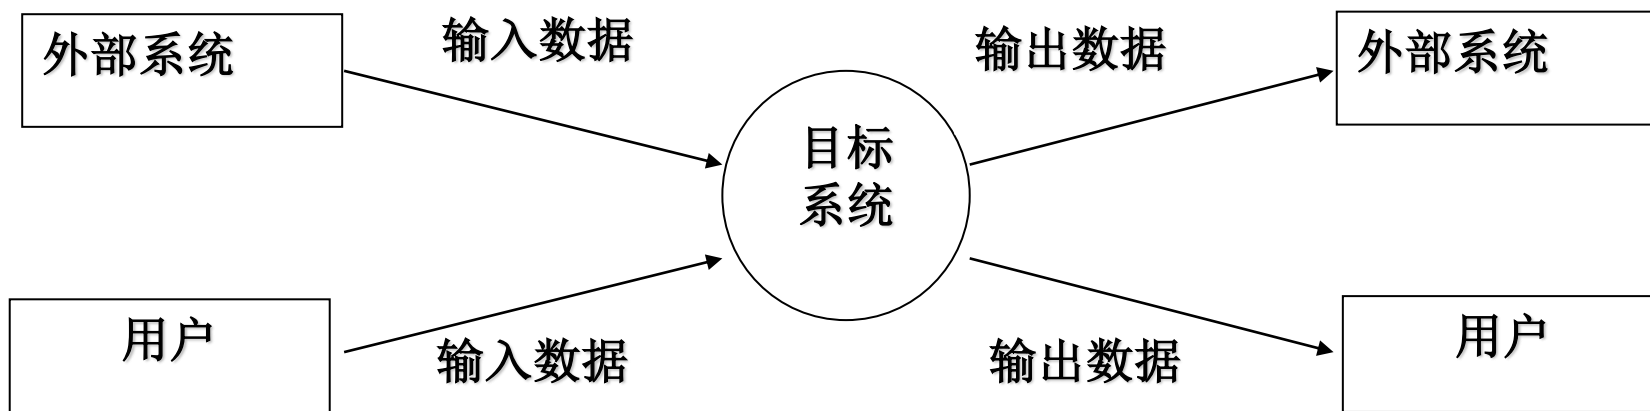 外部系统
输入数据
输出数据
外部系统
目标
系统
用户
输入数据
输出数据
用户